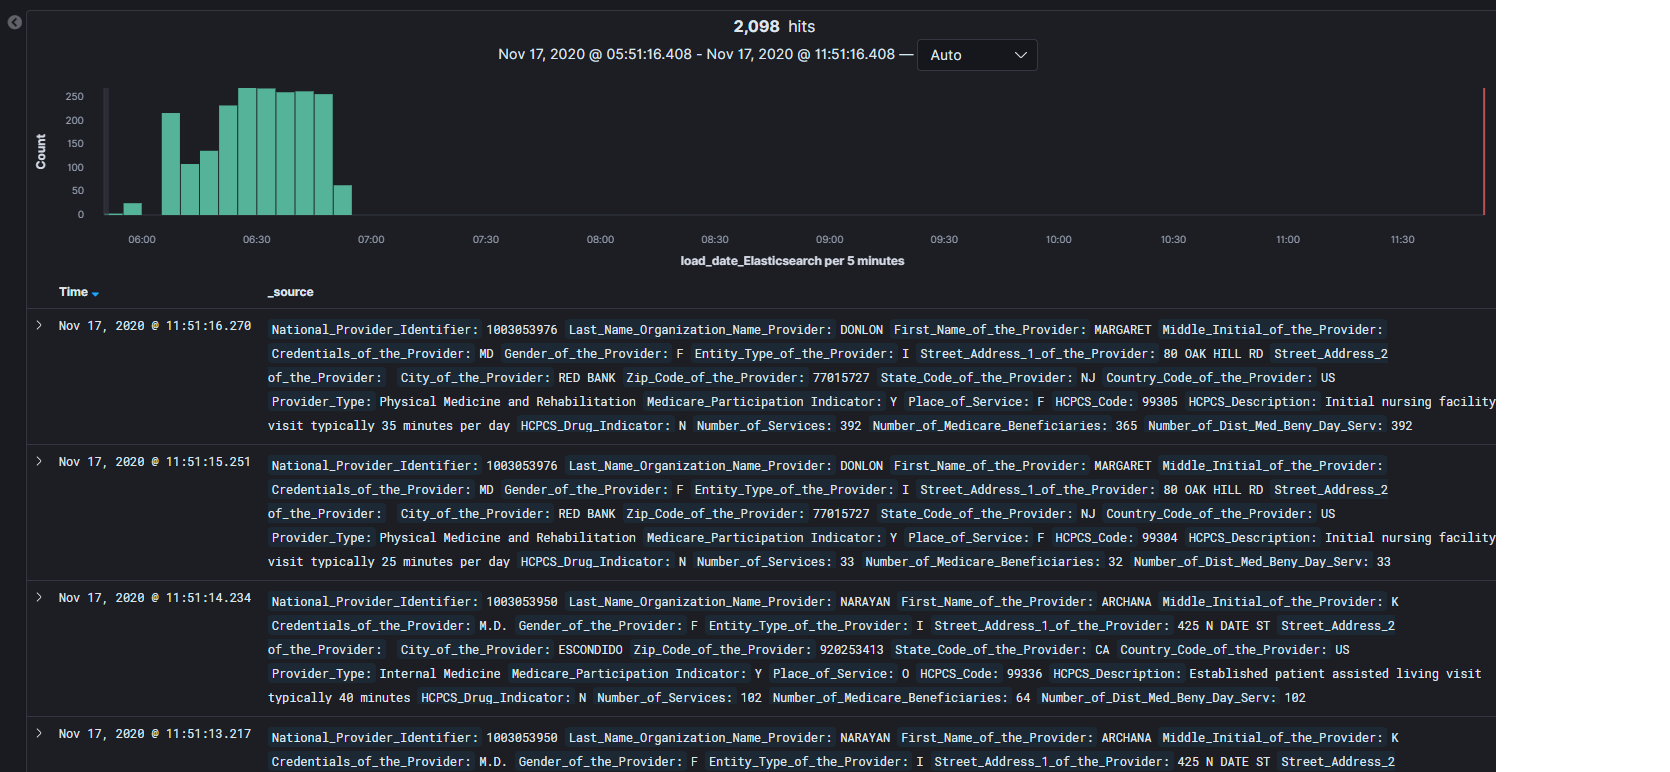 2,098 hits
Nov 17, 2020 @ 05:51:16.408 - Nov 17, 2020 @ 11:51:16.408 — Auto
250
200
150
100
50
0
Count
06:00 06:30 07:00 07:30 08:00 08:30 09:00 09:30 10:00 10:30 11:00 11:30
load_date_Elasticsearch per 5 minutes
Time _source
Nov 17, 2020 @ 11:51:16.270 National_Provider_Identifier: 1003053976 Last_Name_Organization_Name_Provider: DONLON First_Name_of_the_Provider: MARGARET Middle_Initial_of_the_Provider:
Credentials_of_the_Provider: MD Gender_of_the_Provider: F Entity_Type_of_the_Provider: I Street_Address_1_of_the_Provider: 80 OAK HILL RD Street_Address_2
of_the_Provider: City_of_the_Provider: RED BANK Zip_Code_of_the_Provider: 77015727 State_Code_of_the_Provider: NJ Country_Code_of_the_Provider: US
Provider_Type: Physical Medicine and Rehabilitation Medicare_Participation Indicator: Y Place_of_Service: F HCPCS_Code: 99305 HCPCS_Description: Initial nursing facility
visit typically 35 minutes per day HCPCS_Drug_Indicator: N Number_of_Services: 392 Number_of_Medicare_Beneficiaries: 365 Number_of_Dist_Med_Beny_Day_Serv: 392
Nov 17, 2020 @ 11:51:15.251 National_Provider_Identifier: 1003053976 Last_Name_Organization_Name_Provider: DONLON First_Name_of_the_Provider: MARGARET Middle_Initial_of_the_Provider:
Credentials_of_the_Provider: MD Gender_of_the_Provider: F Entity_Type_of_the_Provider: I Street_Address_1_of_the_Provider: 80 OAK HILL RD Street_Address_2
of_the_Provider: City_of_the_Provider: RED BANK Zip_Code_of_the_Provider: 77015727 State_Code_of_the_Provider: NJ Country_Code_of_the_Provider: US
Provider_Type: Physical Medicine and Rehabilitation Medicare_Participation Indicator: Y Place_of_Service: F HCPCS_Code: 99304 HCPCS_Description: Initial nursing facility
visit typically 25 minutes per day HCPCS_Drug_Indicator: N Number_of_Services: 33 Number_of_Medicare_Beneficiaries: 32 Number_of_Dist_Med_Beny_Day_Serv: 33
Nov 17, 2020 @ 11:51:14.234 National_Provider_Identifier: 1003053950 Last_Name_Organization_Name_Provider: NARAYAN First_Name_of_the_Provider: ARCHANA Middle_Initial_of_the_Provider: K
Credentials_of_the_Provider: M.D. Gender_of_the_Provider: F Entity_Type_of_the_Provider: I Street_Address_1_of_the_Provider: 425 N DATE ST Street_Address_2
of_the_Provider: City_of_the_Provider: ESCONDIDO Zip_Code_of_the_Provider: 920253413 State_Code_of_the_Provider: CA Country_Code_of_the_Provider: US
Provider_Type: Internal Medicine Medicare_Participation Indicator: Y Place_of_Service: O HCPCS_Code: 99336 HCPCS_Description: Established patient assisted living visit
typically 40 minutes HCPCS_Drug_Indicator: N Number_of_Services: 102 Number_of_Medicare_Beneficiaries: 64 Number_of_Dist_Med_Beny_Day_Serv: 102
Nov 17, 2020 @ 11:51:13.217 National_Provider_Identifier: 1003053950 Last_Name_Organization_Name_Provider: NARAYAN First_Name_of_the_Provider: ARCHANA Middle_Initial_of_the_Provider: K
Credentials_of_the_Provider: M.D. Gender_of_the_Provider: F Entity_Type_of_the_Provider: I Street_Address_1_of_the_Provider: 425 N DATE ST Street_Address_2